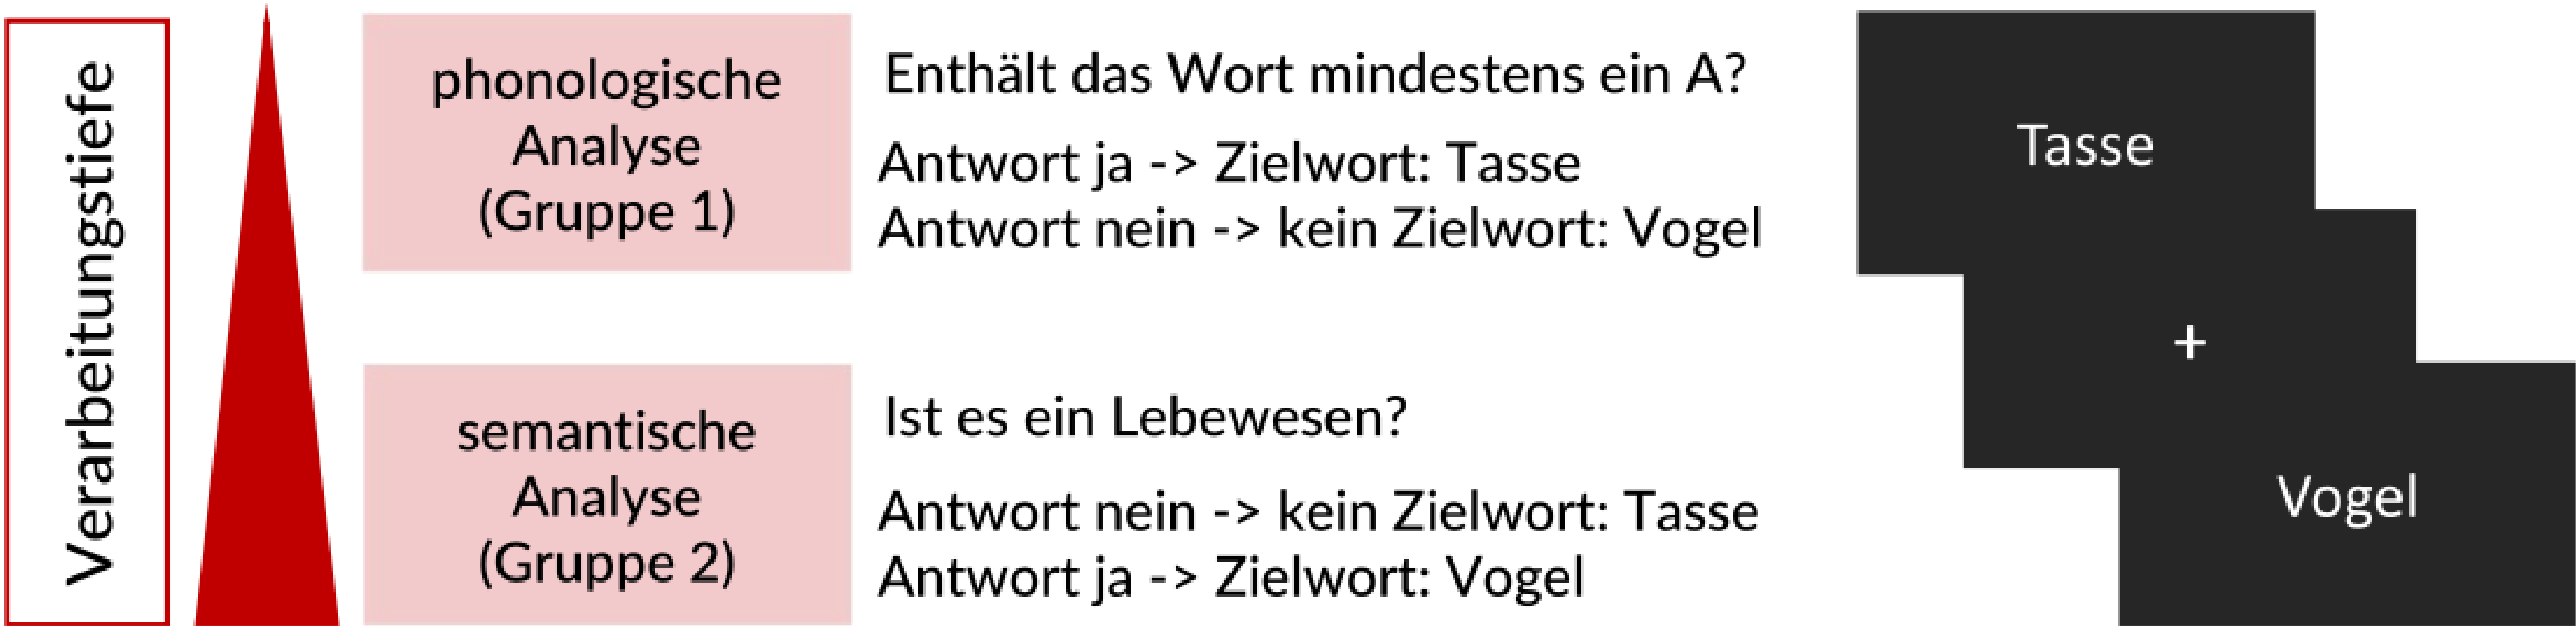 Verarbeitungstiefe
phonologische
Analyse
(Gruppe 1)
Enthält das Wort mindestens ein A?
Antwort ja -> Zielwort: Tasse
Antwort nein -> kein Zielwort: Vogel
semantische
Analyse
(Gruppe 2)
Ist es ein Lebewesen?
Antwort nein -> kein Zielwort: Tasse
Antwort ja -> Zielwort: Vogel
Tasse
+
Vogel